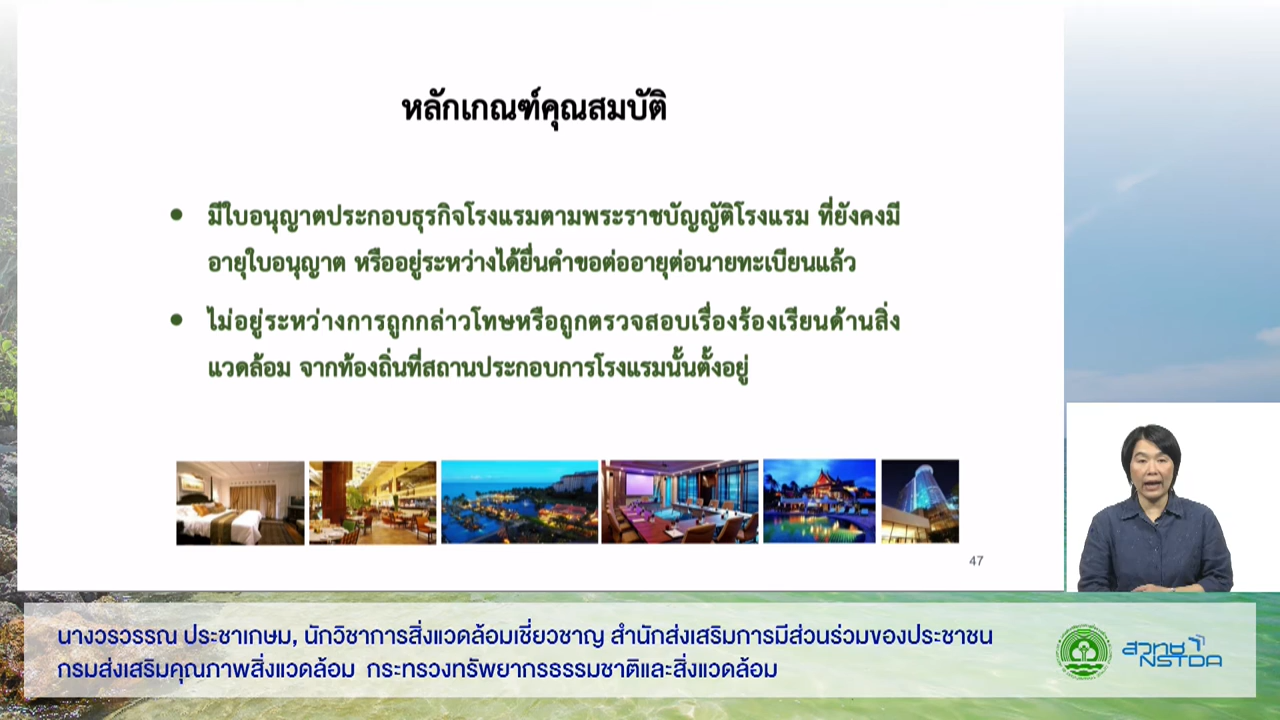 หลักเกณฑ์คุณสมบัติ
• มีใบอนุญาตประกอบธุรกิจโรงแรมตามพระราชบัญญัติโรงแรม ที่ยังคงมี
อายุใบอนุญาต หรืออยู่ระหว่างได้ยื่นคำขอต่ออายุต่อนายทะเบียนแล้ว
• ไม่อยู่ระหว่างการถูกกล่าวโทษหรือถูกตรวจสอบเรื่องร้องเรียนด้านสิ่ง
แวดล้อม จากท้องถิ่นที่สถานประกอบการโรงแรมนั้นตั้งอยู่
47
นางวรวรรณ ประชาเกษม, นักวิชาการสิ่งแวดล้อมเชี่ยวชาญ สำนักส่งเสริมการมีส่วนร่วมของประชาชน
กรมส่งเสริมคุณภาพสิ่งแวดล้อม กระทรวงทรัพยากรธรรมชาติและสิ่งแวดล้อม
สวทช
NSTDA